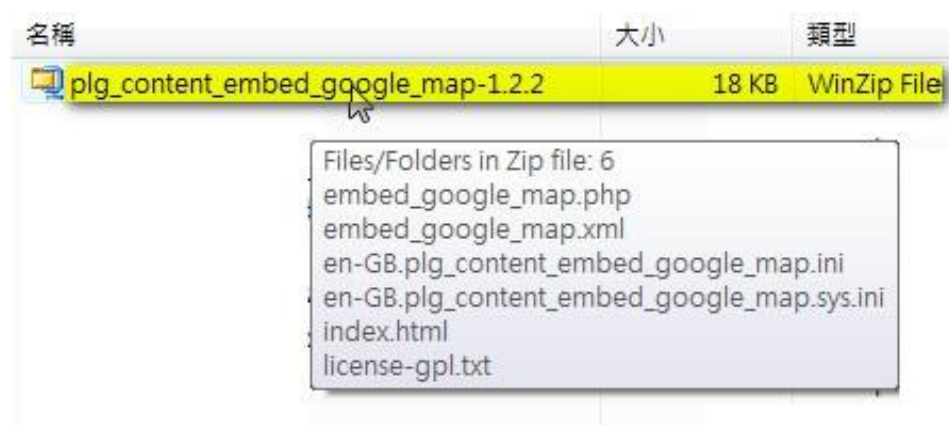 名稱 大小 類型
plg_content_embed_google_map-1.2.2 18 KB WinZip File
Files/Folders in Zip file: 6
embed_google_map.php
embed_google_map.xml
en-GB.plg_content_embed_google_map.ini
en-GB.plg_content_embed_google_map.sys.ini
index.html
license-gpl.txt